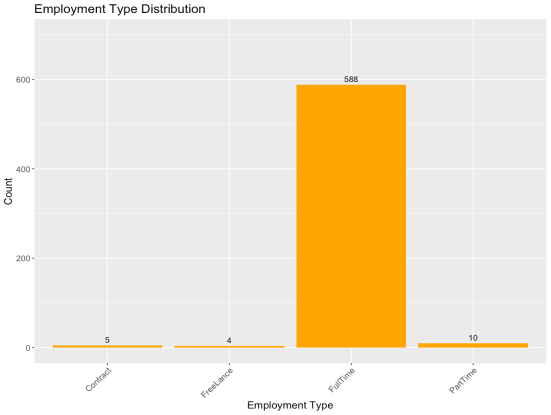 Employment Type Distribution
588
600
400
200
0
5
4
10
Count
Contract
FreeLance
FullTime
PartTime
Employment Type